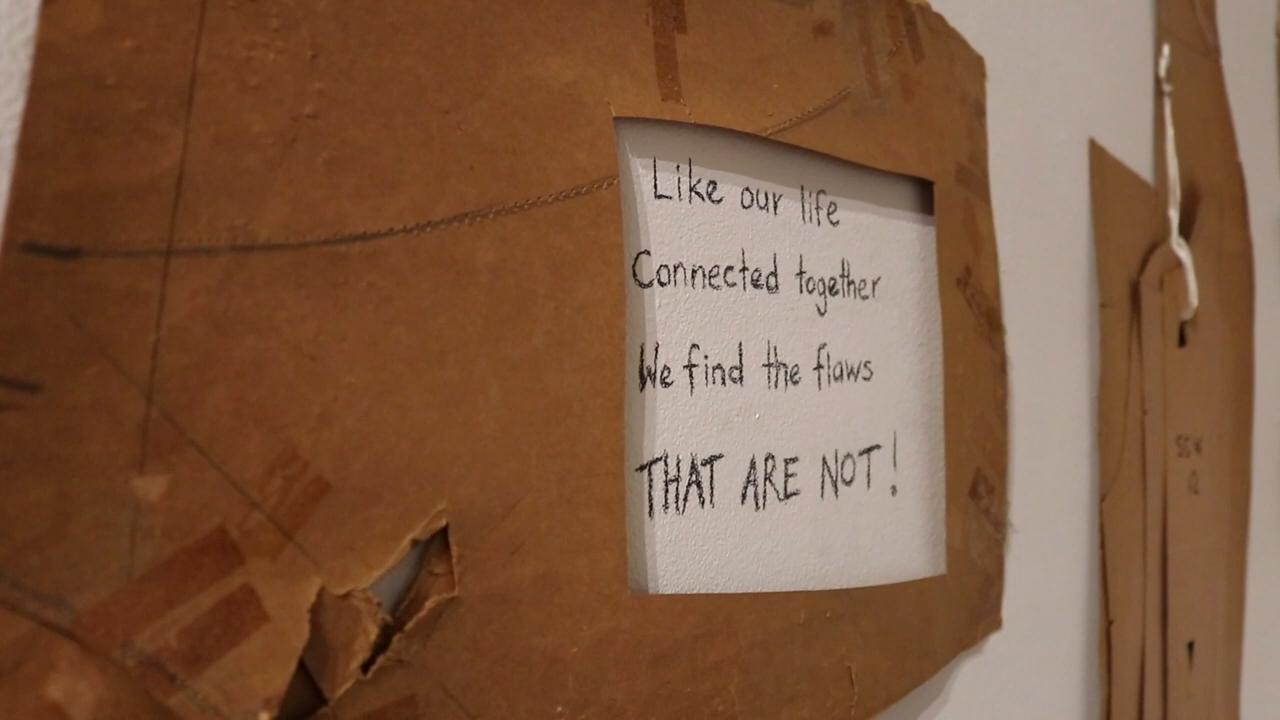 Like our life
Connected together
We find the flaws
THAT ARE NOT!